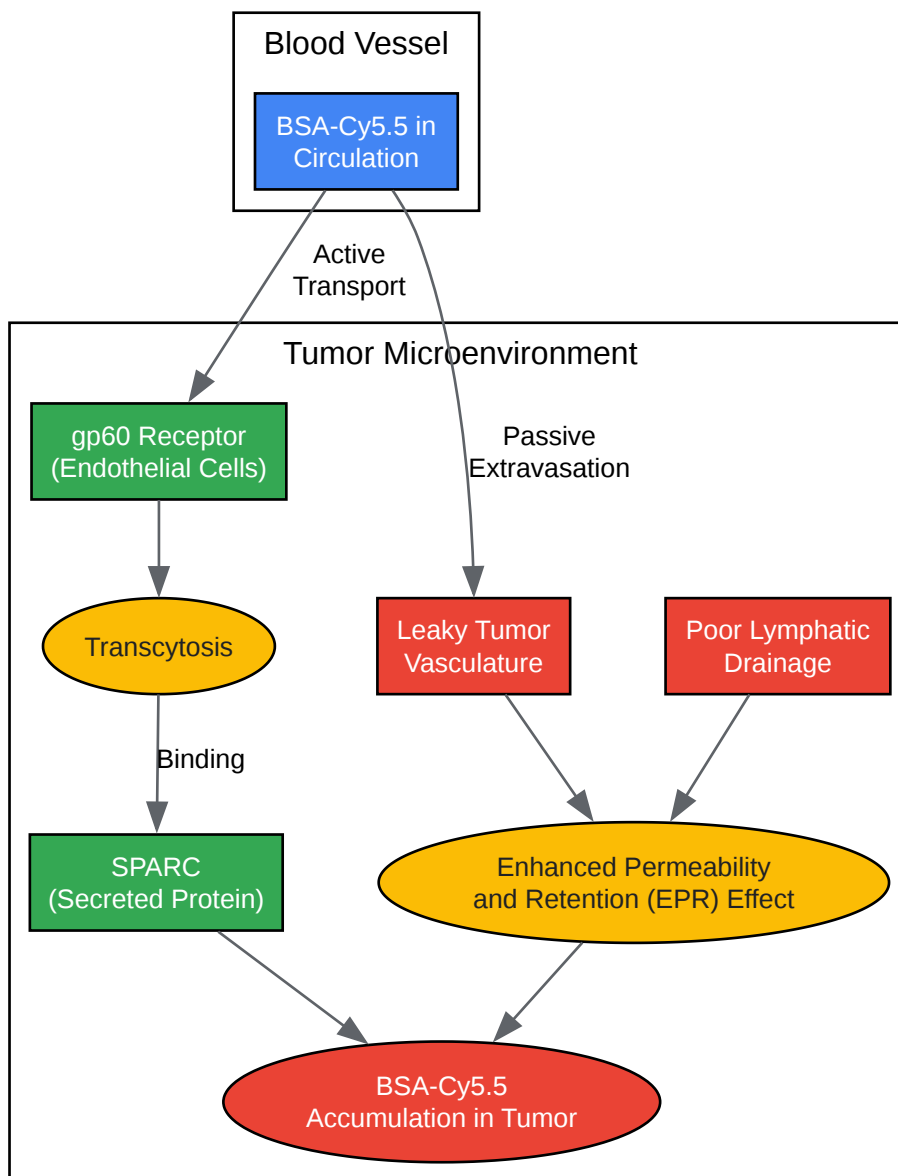 Blood Vessel
BSA-Cy5.5 in
Circulation
Active
Transport
Tumor Microenvironment
gp60 Receptor
(Endothelial Cells)
Passive
Extravasation
Transcytosis
Leaky Tumor
Vasculature
Poor Lymphatic
Drainage
Binding
SPARC
(Secreted Protein)
Enhanced Permeability
and Retention (EPR) Effect
BSA-Cy5.5
Accumulation in Tumor